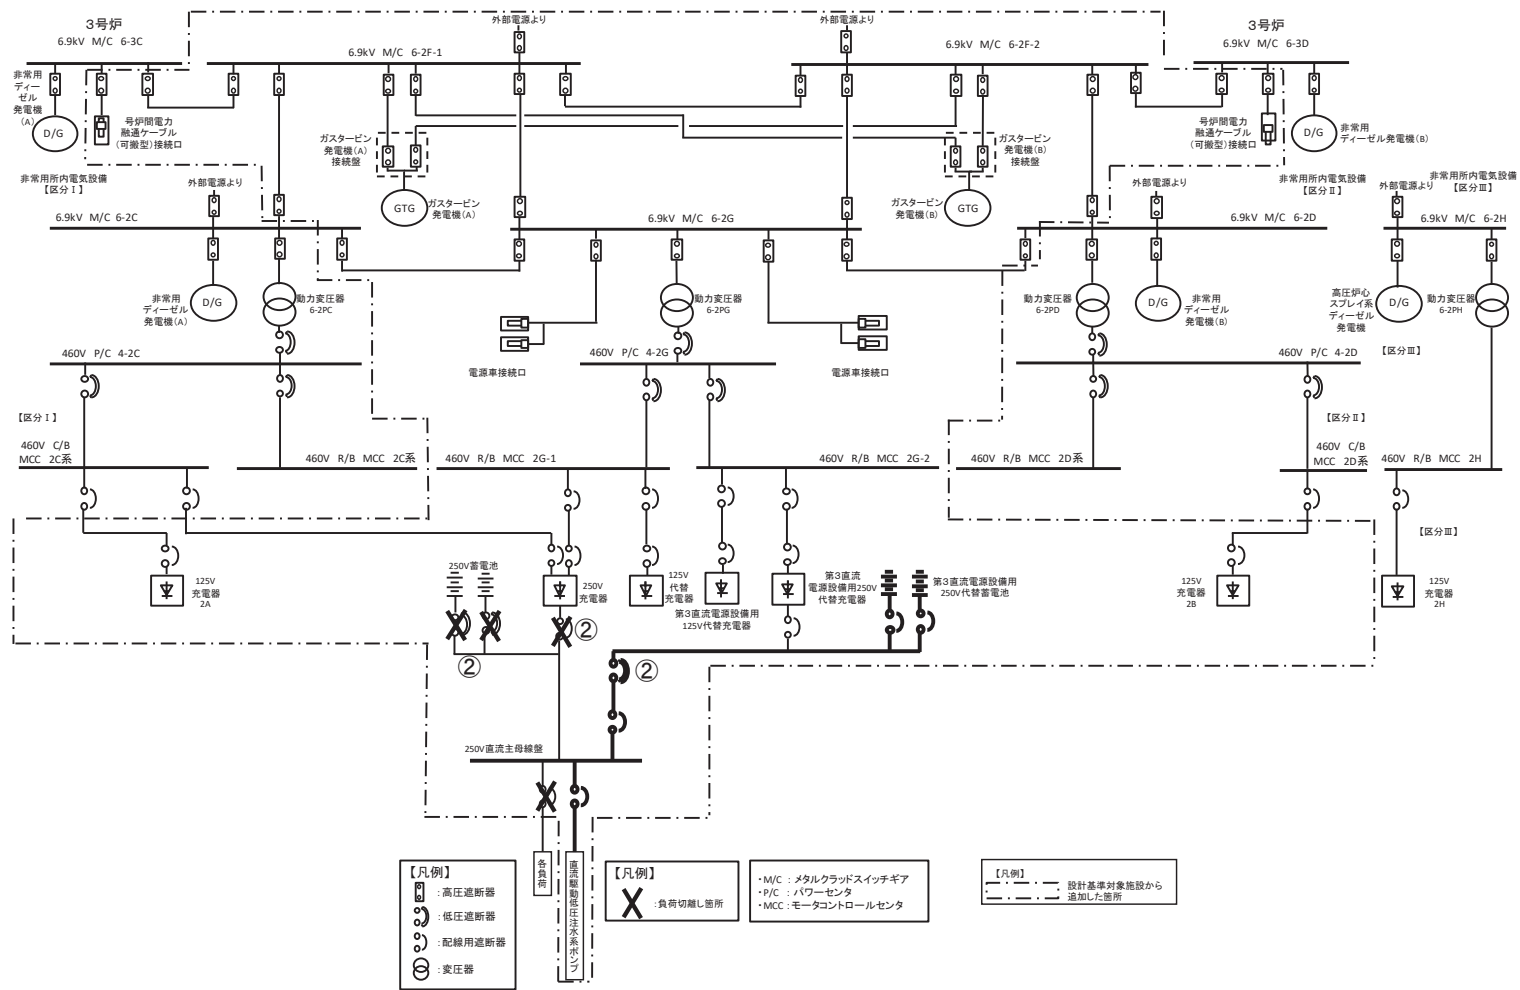 3号炉
6.9kV M/C 6-3C
外部電源より
6.9kV M/C 6-2F-1
外部電源より
6.9kV M/C 6-2F-2
3号炉
6.9kV M/C 6-3D
非常用
ディー
ゼル
発電機
(A)
D/G
号炉間電力
融通ケーブル
(可搬型)接続口
ガスタービン
発電機(A)
接続盤
GTG
ガスタービン
発電機(A)
ガスタービン
発電機(B)
接続盤
ガスタービン
発電機(B)
GTG
号炉間電力
融通ケーブル
(可搬型)接続口
D/G
非常用
ディーゼル発電機(B)
非常用所内電気設備
【区分Ⅰ】
外部電源より
6.9kV M/C 6-2C
6.9kV M/C 6-2G
外部電源より
非常用所内電気設備
【区分Ⅱ】
6.9kV M/C 6-2D
外部電源より
非常用所内電気設備
【区分Ⅲ】
6.9kV M/C 6-2H
非常用
ディーゼル
発電機(A)
D/G
動力変圧器
6-2PC
動力変圧器
6-2PG
動力変圧器
6-2PD
D/G
非常用
ディーゼル
発電機(B)
高圧炉心
スプレイ系
ディーゼル
発電機
D/G
動力変圧器
6-2PH
460V P/C 4-2C
電源車接続口
460V P/C 4-2G
電源車接続口
460V P/C 4-2D
【区分Ⅲ】
【区分Ⅰ】
【区分Ⅱ】
460V C/B
MCC 2C系
460V R/B MCC 2C系
460V R/B MCC 2G-1
460V R/B MCC 2G-2
460V R/B MCC 2D系
460V C/B
MCC 2D系
460V R/B MCC 2H
【区分Ⅲ】
125V
充電器
2A
250V蓄電池
250V
充電器
125V
代替
充電器
第3直流電源設備用
125V代替充電器
第3直流
電源設備用250V
代替充電器
第3直流電源設備用
250V代替蓄電池
125V
充電器
2B
125V
充電器
2H
②
②
②
250V直流主母線盤
各負荷
直流駆動低圧注水系ポンプ
【凡例】
:高圧遮断器
:低圧遮断器
:配線用遮断器
:変圧器
【凡例】
:負荷切離し箇所
・M/C : メタルクラッドスイッチギア
・P/C : パワーセンタ
・MCC : モータコントロールセンタ
【凡例】
設計基準対象施設から
追加した箇所